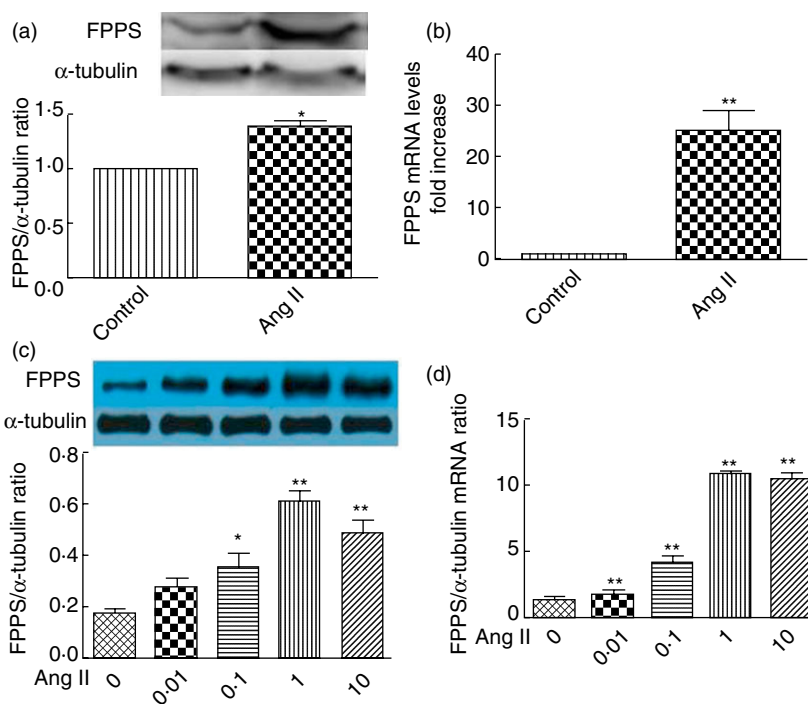 (a)
FPPS
α-tubulin
FPPS/α-tubulin ratio
1·5
1·0
0·5
0·0
*
Control
Ang II
(b)
FPPS mRNA levels
fold increase
40
30
20
10
0
**
Control
Ang II
(c)
FPPS
α-tubulin
FPPS/α-tubulin ratio
0·8
0·6
0·4
0·2
0·0
*
**
**
Ang II 0 0·01 0·1 1 10
(d)
FPPS/α-tubulin mRNA ratio
15
10
5
0
**
**
**
**
Ang II 0 0·01 0·1 1 10